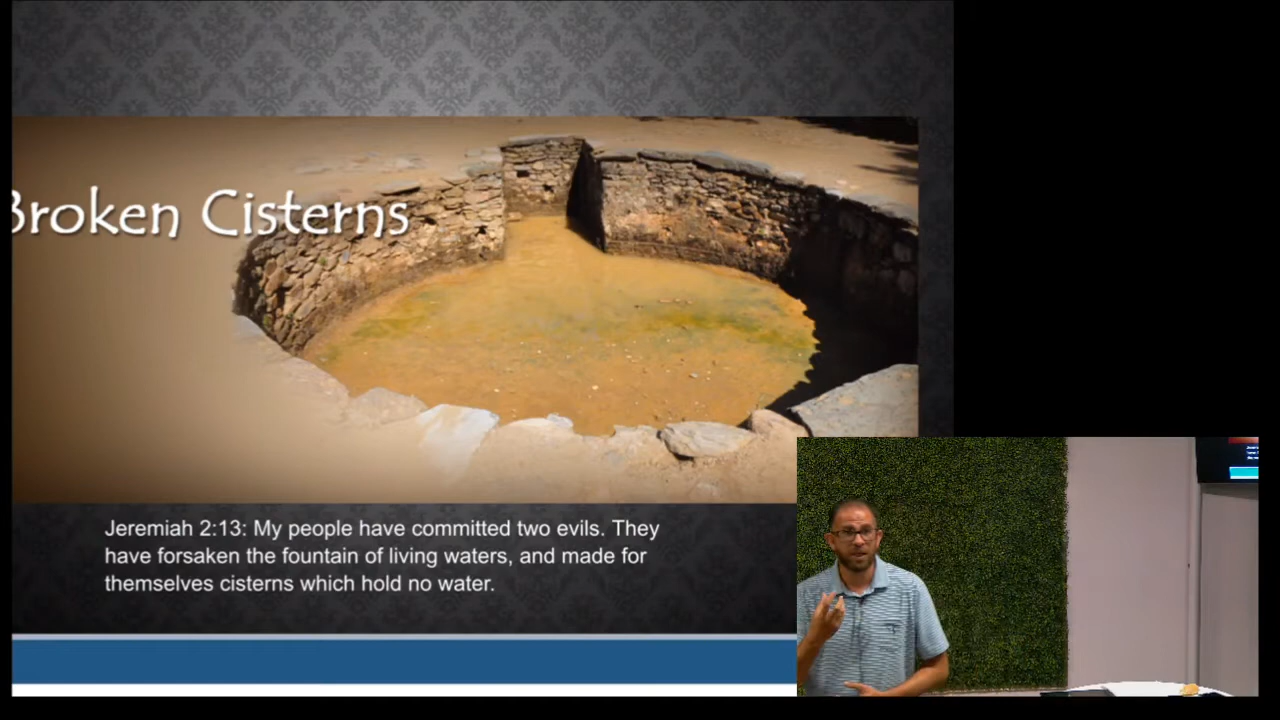 Broken Cisterns
Jeremiah 2:13: My people have committed two evils. They
have forsaken the fountain of living waters, and made for
themselves cisterns which hold no water.